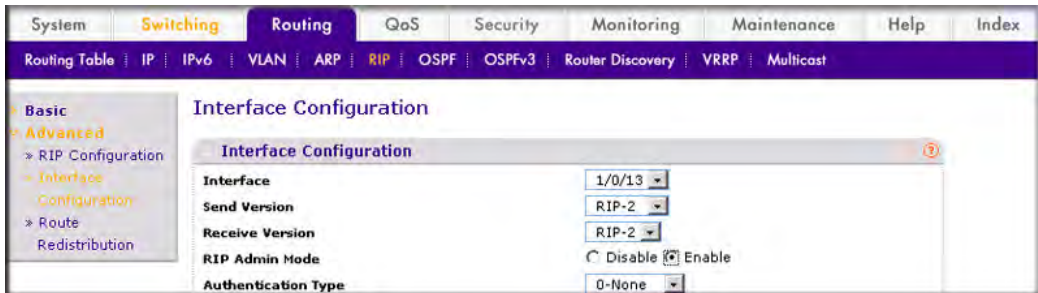 System Switching Routing QoS Security Monitoring Maintenance Help Index
Routing Table IP IPv6 VLAN ARP RIP OSPF OSPFv3 Router Discovery VRRP Multicast
Basic
Advanced
» RIP Configuration
» Interface
Configuration
» Route
Redistribution
Interface Configuration
Interface Configuration ?
Interface 1/0/13
Send Version RIP-2
Receive Version RIP-2
RIP Admin Mode Disable Enable
Authentication Type 0-None